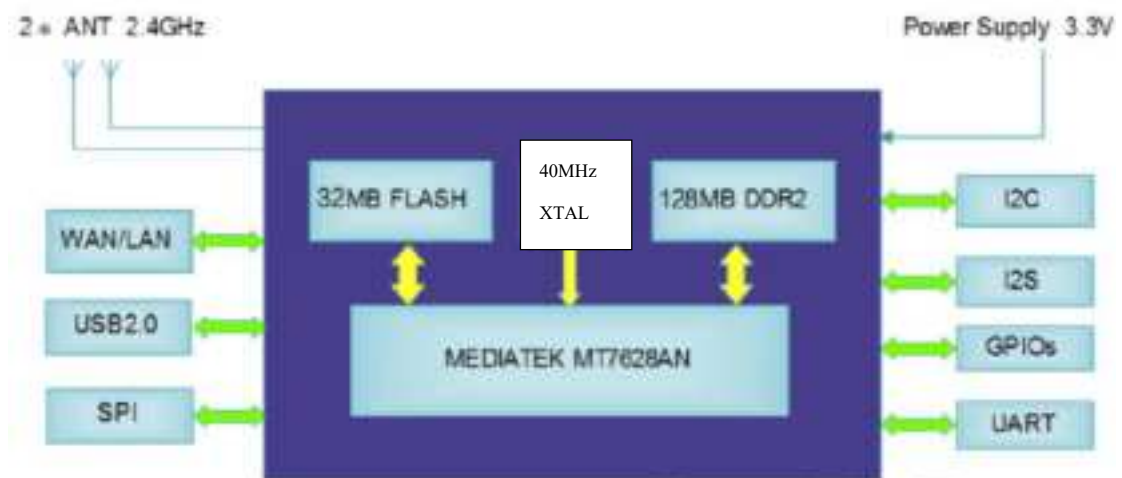 2 * ANT 2.4GHz
Power Supply 3.3V
40MHz
XTAL
32MB FLASH
128MB DDR2
MEDIATEK MT7628AN
WAN/LAN
USB2.0
SPI
I2C
I2S
GPIOs
UART